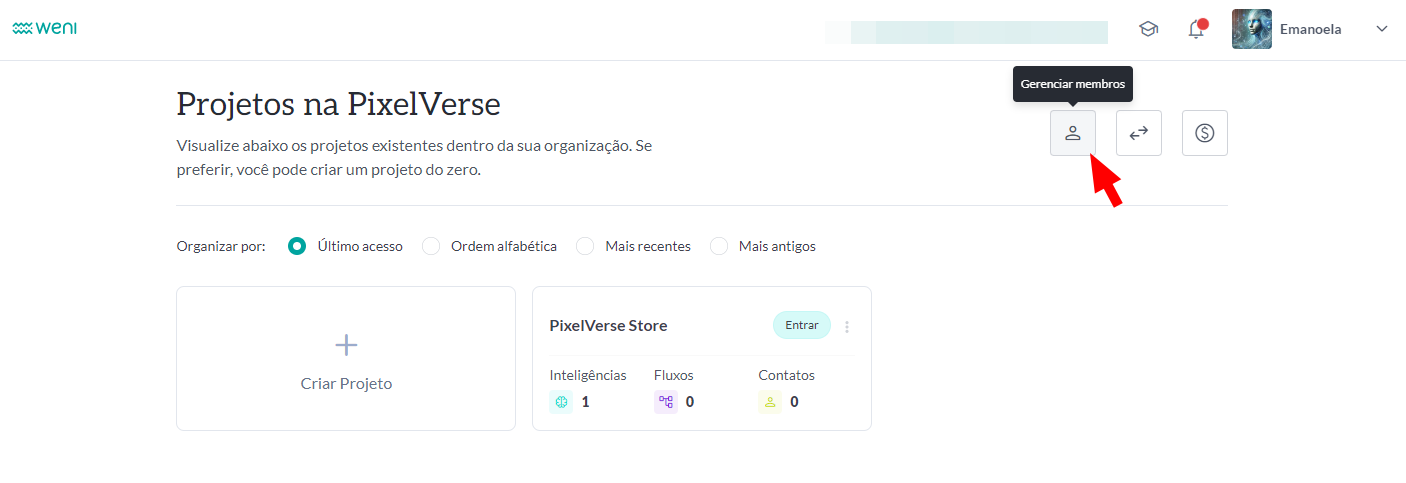 weni
Emanoela
Gerenciar membros
Projetos na PixelVerse
Visualize abaixo os projetos existentes dentro da sua organização. Se
preferir, você pode criar um projeto do zero.
Organizar por: Último acesso Ordem alfabética Mais recentes Mais antigos
Criar Projeto
PixelVerse Store Entrar
Inteligências Fluxos Contatos
1 0 0